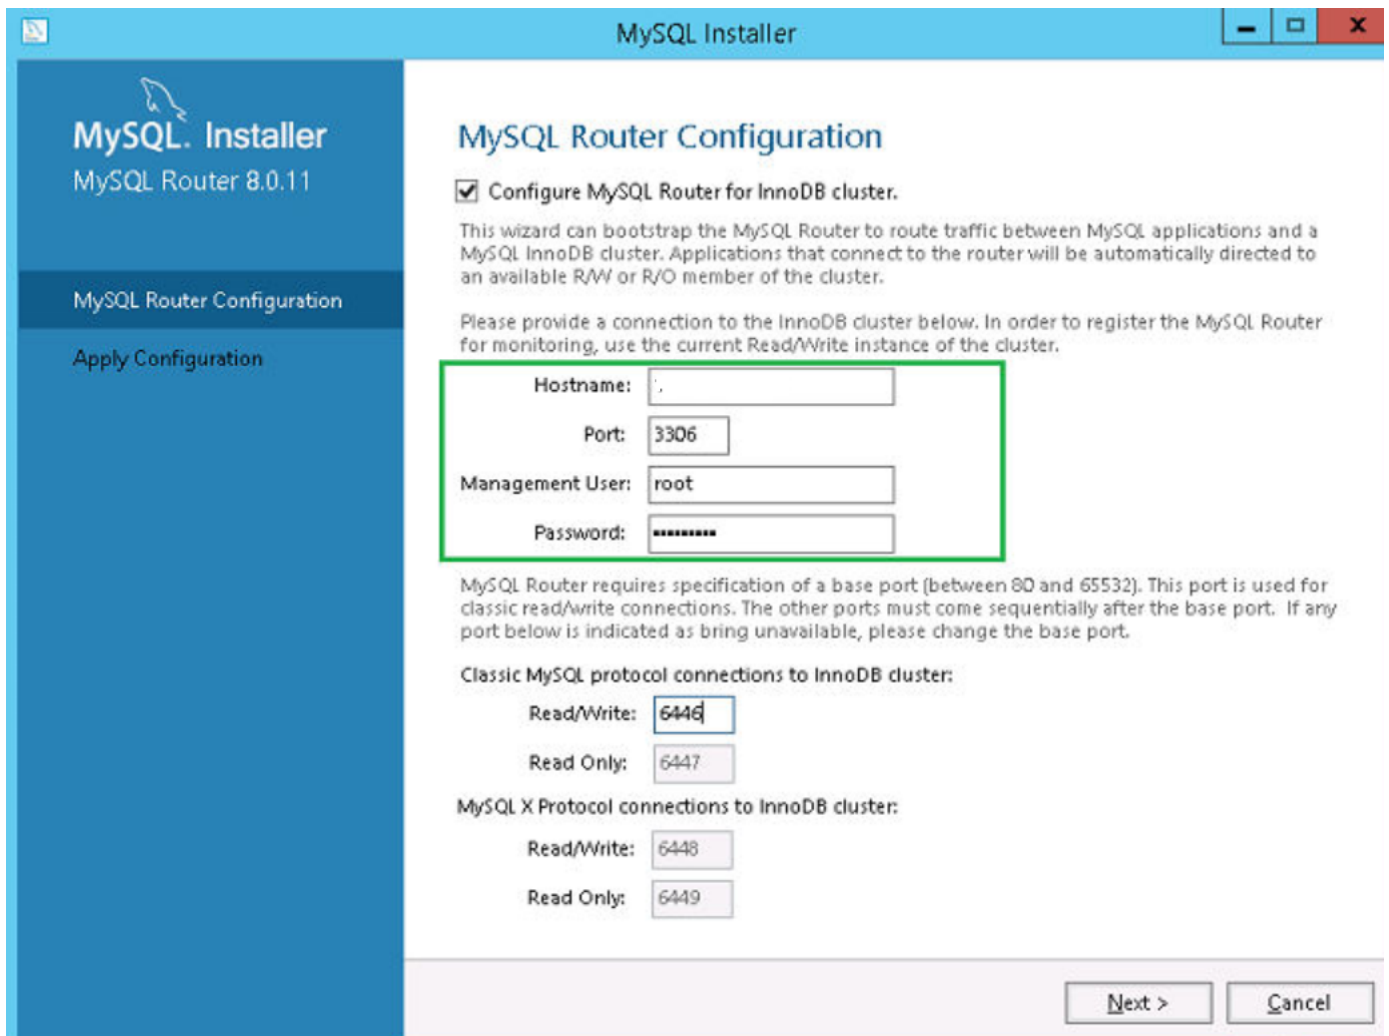 MySQL Installer
MySQL. Installer
MySQL Router 8.0.11
MySQL Router Configuration
Apply Configuration
MySQL Router Configuration
Configure MySQL Router for InnoDB cluster.
This wizard can bootstrap the MySQL Router to route traffic between MySQL applications and a
MySQL InnoDB cluster. Applications that connect to the router will be automatically directed to
an available R/W or R/O member of the cluster.
Please provide a connection to the InnoDB cluster below. In order to register the MySQL Router
for monitoring, use the current Read/Write instance of the cluster.
Hostname:
Port: 3306
Management User: root
Password: •••••••••
MySQL Router requires specification of a base port (between 80 and 65532). This port is used for
classic read/write connections. The other ports must come sequentially after the base port. If any
port below is indicated as bring unavailable, please change the base port.
Classic MySQL protocol connections to InnoDB cluster:
Read/Write: 6446
Read Only: 6447
MySQL X Protocol connections to InnoDB cluster:
Read/Write: 6448
Read Only: 6449
Next >
Cancel